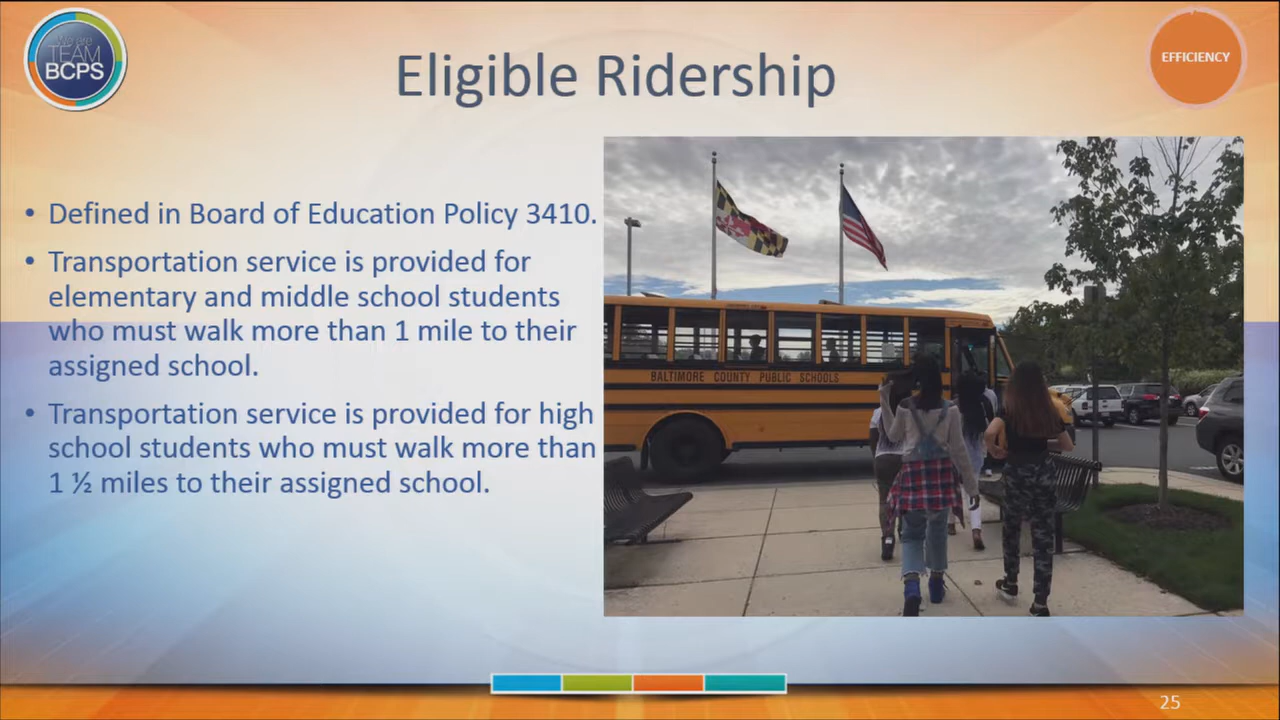 We are
TEAM
BCPS
Eligible Ridership
EFFICIENCY
• Defined in Board of Education Policy 3410.
• Transportation service is provided for
elementary and middle school students
who must walk more than 1 mile to their
assigned school.
• Transportation service is provided for high
school students who must walk more than
1 ½ miles to their assigned school.
BALTIMORE COUNTY PUBLIC SCHOOLS
25